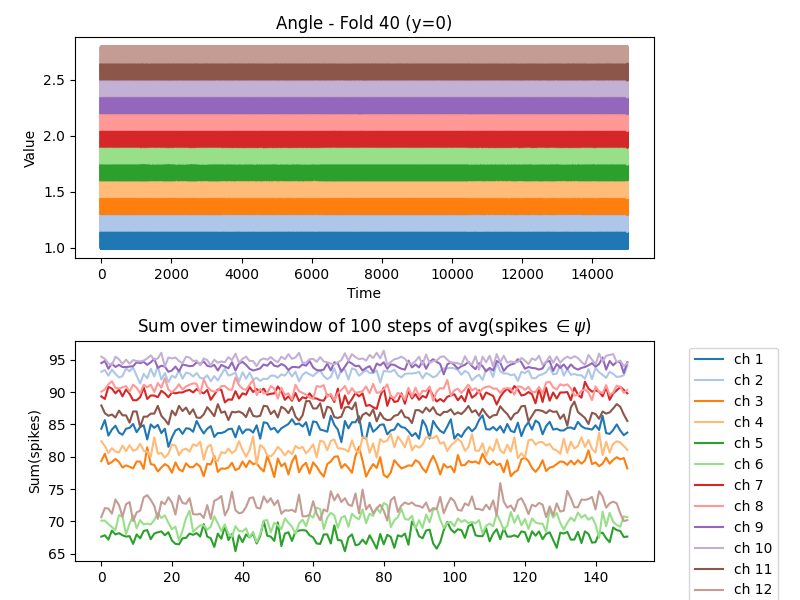 Angle - Fold 40 (y=0)
2.5
2.0
1.5
1.0
Value
0 2000 4000 6000 8000 10000 12000 14000
Time
Sum over timewindow of 100 steps of avg(spikes ∈ψ)
95
90
85
80
75
70
65
Sum(spikes)
0 20 40 60 80 100 120 140
ch 1
ch 2
ch 3
ch 4
ch 5
ch 6
ch 7
ch 8
ch 9
ch 10
ch 11
ch 12